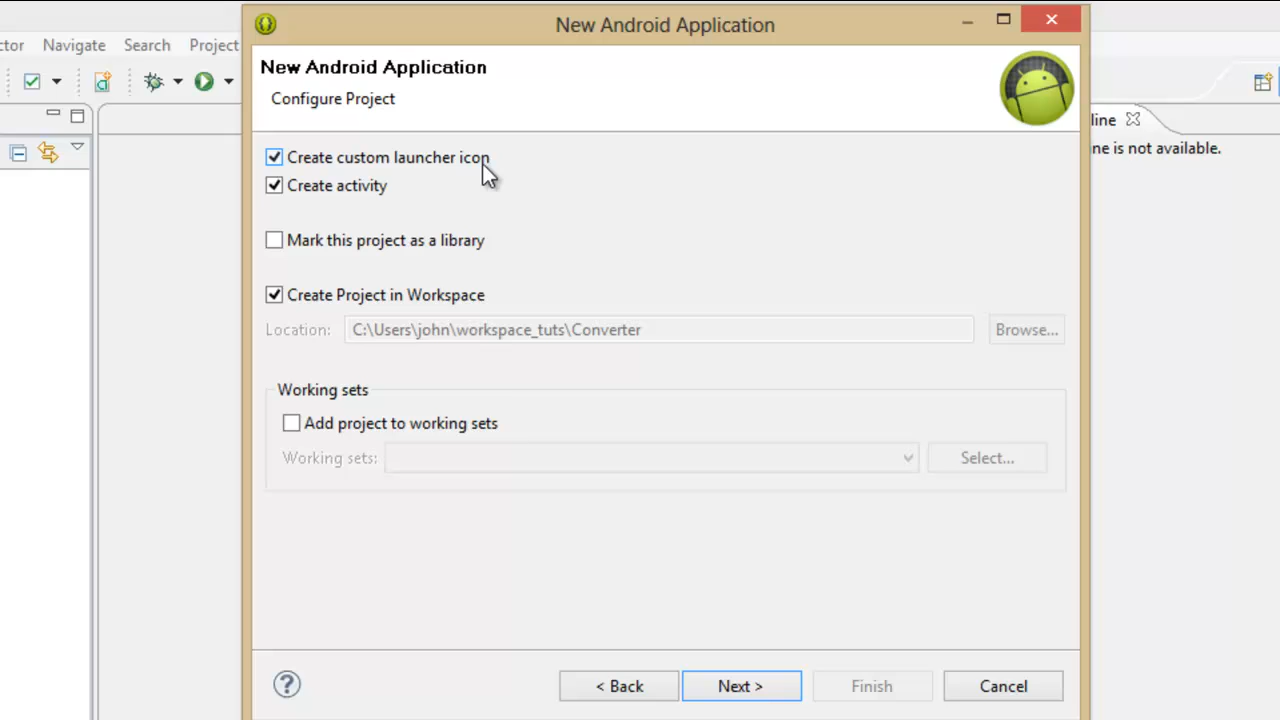 New Android Application
ctor Navigate Search Project
New Android Application
Configure Project
line
ne is not available.
Create custom launcher icon
Create activity
Mark this project as a library
Create Project in Workspace
Location: C:\Users\john\workspace_tuts\Converter Browse...
Working sets
Add project to working sets
Working sets: Select...
? < Back Next > Finish Cancel